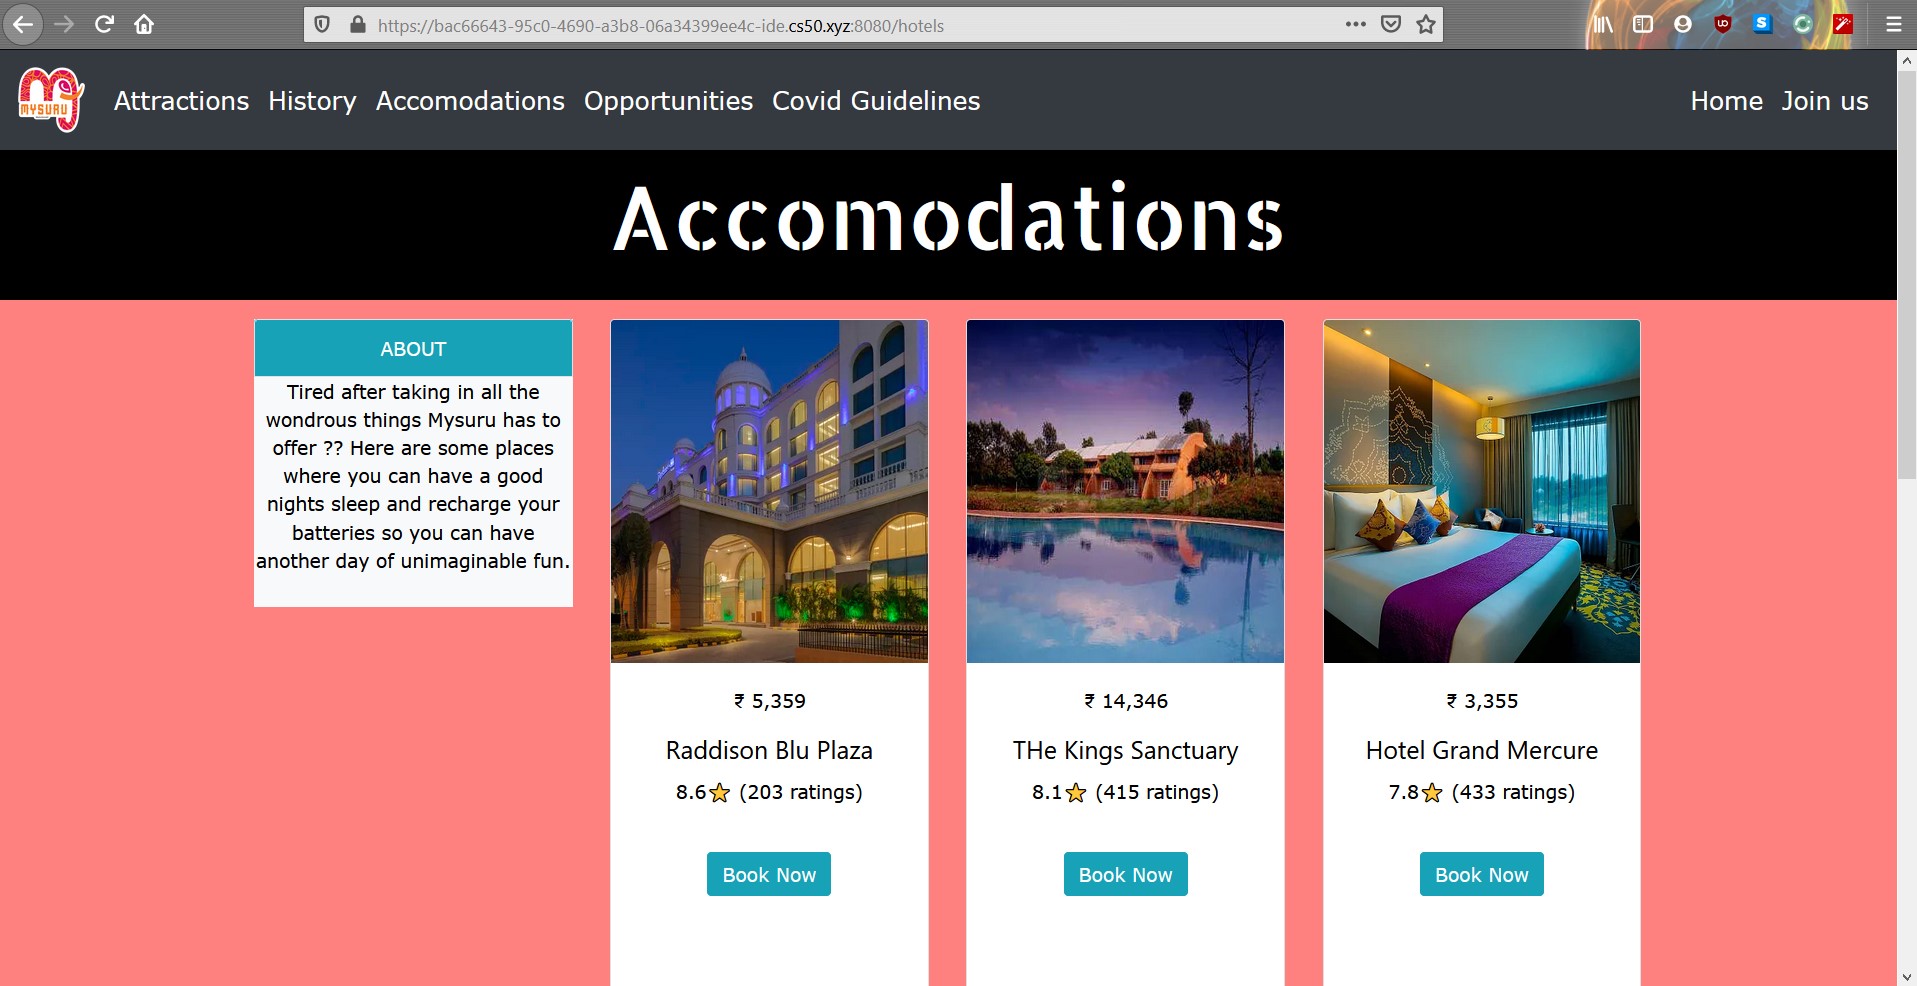 https://bac66643-95c0-4690-a3b8-06a34399ee4c-ide.cs50.xyz:8080/hotels
MYSURU
Attractions History Accomodations Opportunities Covid Guidelines Home Join us
Accomodations
ABOUT
Tired after taking in all the
wondrous things Mysuru has to
offer ?? Here are some places
where you can have a good
nights sleep and recharge your
batteries so you can have
another day of unimaginable fun.
₹ 5,359
Raddison Blu Plaza
8.6⭐ (203 ratings)
Book Now
₹ 14,346
THe Kings Sanctuary
8.1⭐ (415 ratings)
Book Now
₹ 3,355
Hotel Grand Mercure
7.8⭐ (433 ratings)
Book Now